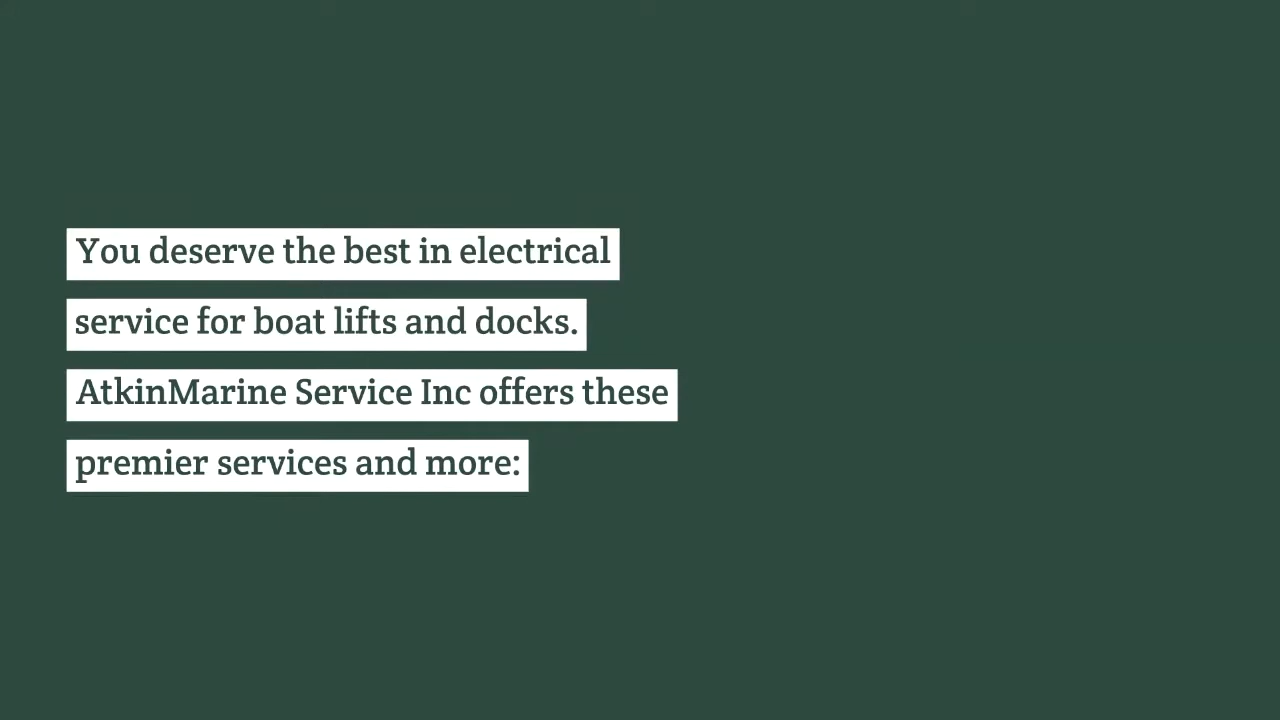 You deserve the best in electrical
service for boat lifts and docks.
AtkinMarine Service Inc offers these
premier services and more: